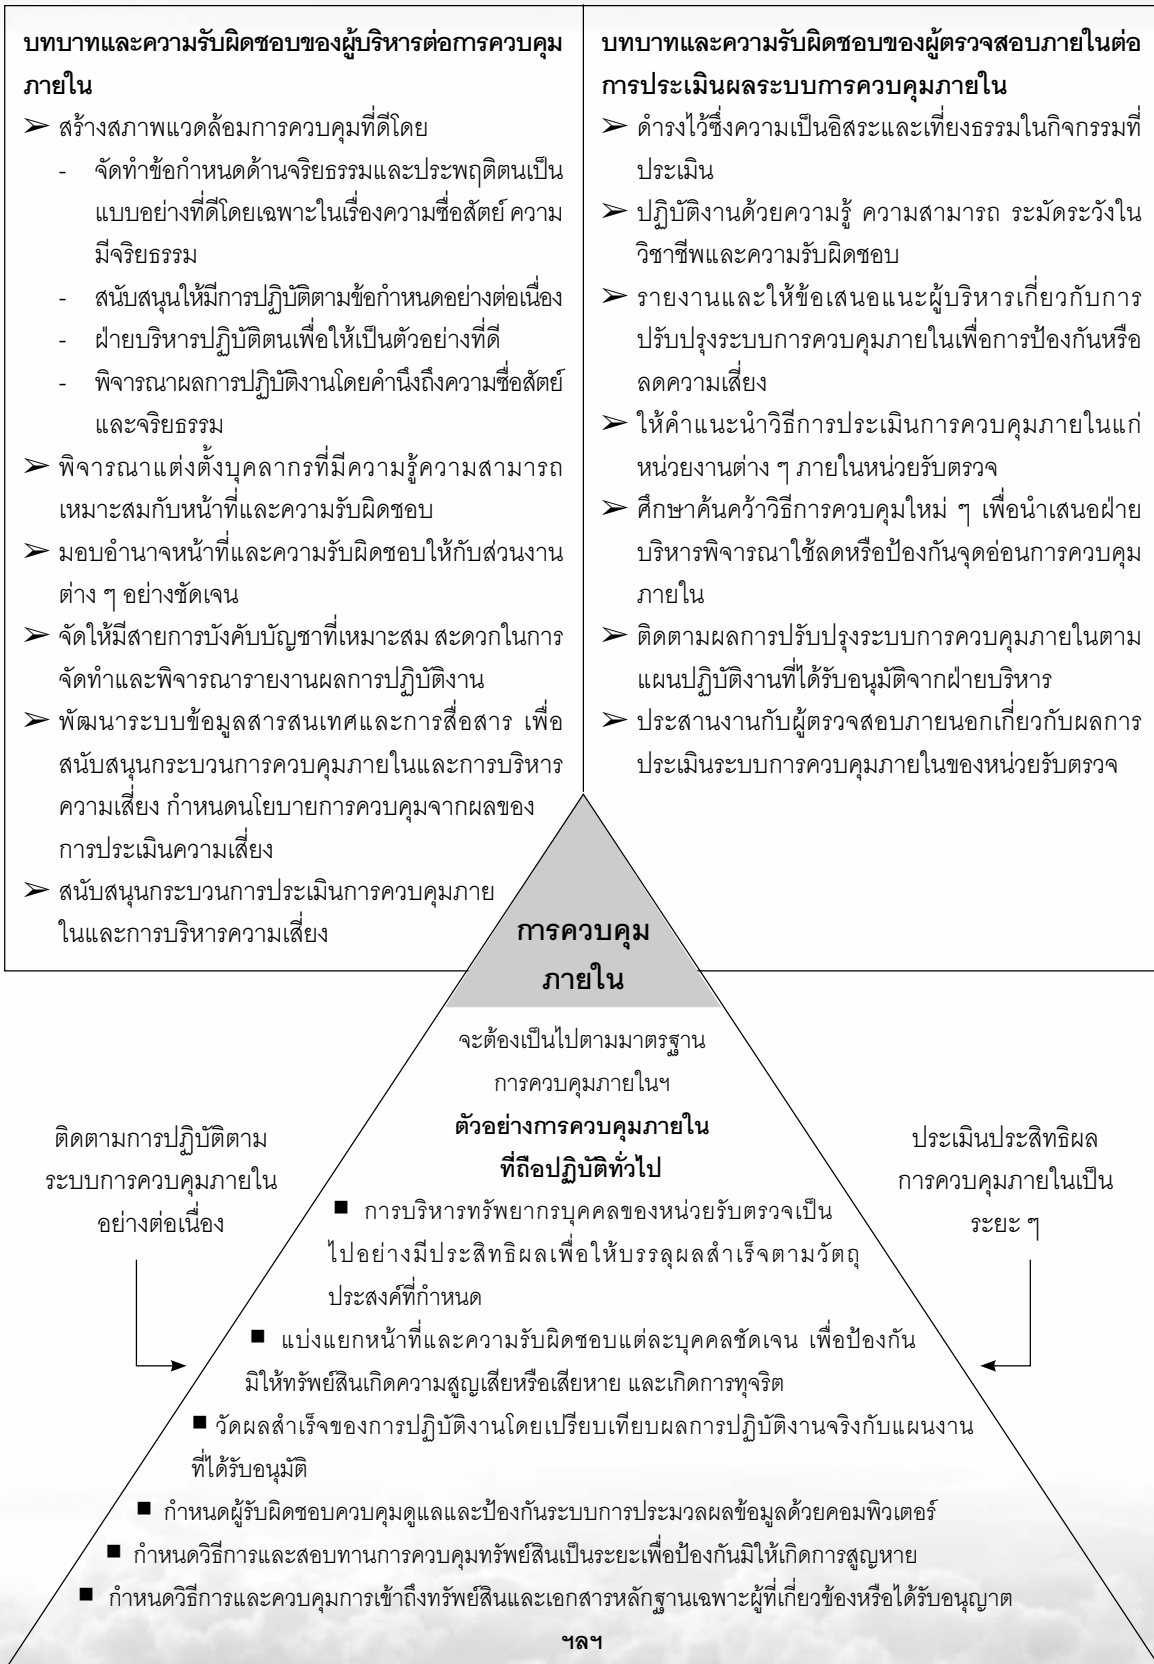 บทบาทและความรับผิดชอบของผู้บริหารต่อการควบคุม
ภายใน
➢ สร้างสภาพแวดล้อมการควบคุมที่ดีโดย
- จัดทำข้อกำหนดด้านจริยธรรมและประพฤติตนเป็น
แบบอย่างที่ดีโดยเฉพาะในเรื่องความซื่อสัตย์ ความ
มีจริยธรรม
- สนับสนุนให้มีการปฏิบัติตามข้อกำหนดอย่างต่อเนื่อง
- ฝ่ายบริหารปฏิบัติตนเพื่อให้เป็นตัวอย่างที่ดี
- พิจารณาผลการปฏิบัติงานโดยคำนึงถึงความซื่อสัตย์
และจริยธรรม
➢ พิจารณาแต่งตั้งบุคลากรที่มีความรู้ความสามารถ
เหมาะสมกับหน้าที่และความรับผิดชอบ
➢ มอบอำนาจหน้าที่และความรับผิดชอบให้กับส่วนงาน
ต่าง ๆ อย่างชัดเจน
➢ จัดให้มีสายการบังคับบัญชาที่เหมาะสม สะดวกในการ
จัดทำและพิจารณารายงานผลการปฏิบัติงาน
➢ พัฒนาระบบข้อมูลสารสนเทศและการสื่อสาร เพื่อ
สนับสนุนกระบวนการควบคุมภายในและการบริหาร
ความเสี่ยง กำหนดนโยบายการควบคุมจากผลของ
การประเมินความเสี่ยง
➢ สนับสนุนกระบวนการประเมินการควบคุมภาย
ในและการบริหารความเสี่ยง
บทบาทและความรับผิดชอบของผู้ตรวจสอบภายในต่อ
การประเมินผลระบบการควบคุมภายใน
➢ ดำรงไว้ซึ่งความเป็นอิสระและเที่ยงธรรมในกิจกรรมที่
ประเมิน
➢ ปฏิบัติงานด้วยความรู้ ความสามารถ ระมัดระวังใน
วิชาชีพและความรับผิดชอบ
➢ รายงานและให้ข้อเสนอแนะผู้บริหารเกี่ยวกับการ
ปรับปรุงระบบการควบคุมภายในเพื่อการป้องกันหรือ
ลดความเสี่ยง
➢ ให้คำแนะนำวิธีการประเมินการควบคุมภายในแก่
หน่วยงานต่าง ๆ ภายในหน่วยรับตรวจ
➢ ศึกษาค้นคว้าวิธีการควบคุมใหม่ ๆ เพื่อนำเสนอฝ่าย
บริหารพิจารณาใช้ลดหรือป้องกันจุดอ่อนการควบคุม
ภายใน
➢ ติดตามผลการปรับปรุงระบบการควบคุมภายในตาม
แผนปฏิบัติงานที่ได้รับอนุมัติจากฝ่ายบริหาร
➢ ประสานงานกับผู้ตรวจสอบภายนอกเกี่ยวกับผลการ
ประเมินระบบการควบคุมภายในของหน่วยรับตรวจ
การควบคุม
ภายใน
จะต้องเป็นไปตามมาตรฐาน
การควบคุมภายในฯ
ตัวอย่างการควบคุมภายใน
ที่ถือปฏิบัติทั่วไป
ติดตามการปฏิบัติตาม
ระบบการควบคุมภายใน
อย่างต่อเนื่อง
ประเมินประสิทธิผล
การควบคุมภายในเป็น
ระยะ ๆ
■ การบริหารทรัพยากรบุคคลของหน่วยรับตรวจเป็น
ไปอย่างมีประสิทธิผลเพื่อให้บรรลุผลสำเร็จตามวัตถุ
ประสงค์ที่กำหนด
■ แบ่งแยกหน้าที่และความรับผิดชอบแต่ละบุคคลชัดเจน เพื่อป้องกัน
มิให้ทรัพย์สินเกิดความสูญเสียหรือเสียหาย และเกิดการทุจริต
■ วัดผลสำเร็จของการปฏิบัติงานโดยเปรียบเทียบผลการปฏิบัติงานจริงกับแผนงาน
ที่ได้รับอนุมัติ
■ กำหนดผู้รับผิดชอบควบคุมดูแลและป้องกันระบบการประมวลผลข้อมูลด้วยคอมพิวเตอร์
■ กำหนดวิธีการและสอบทานการควบคุมทรัพย์สินเป็นระยะเพื่อป้องกันมิให้เกิดการสูญหาย
■ กำหนดวิธีการและควบคุมการเข้าถึงทรัพย์สินและเอกสารหลักฐานเฉพาะผู้ที่เกี่ยวข้องหรือได้รับอนุญาต
ฯลฯ